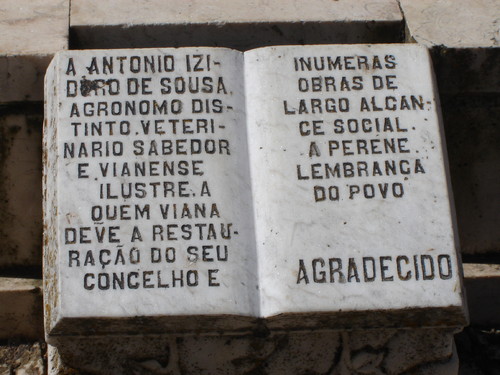 A ANTONIO IZI-
DORO DE SOUSA.
AGRONOMO DIS-
TINTO. VETERI-
NARIO SABEDOR
E VIANENSE
ILUSTRE. A
QUEM VIANA
DEVE A RESTAU-
RAÇÃO DO SEU
CONCELHO E
INUMERAS
OBRAS DE
LARGO ALCAN-
CE SOCIAL.
A PERENE
LEMBRANÇA
DO POVO
AGRADECIDO